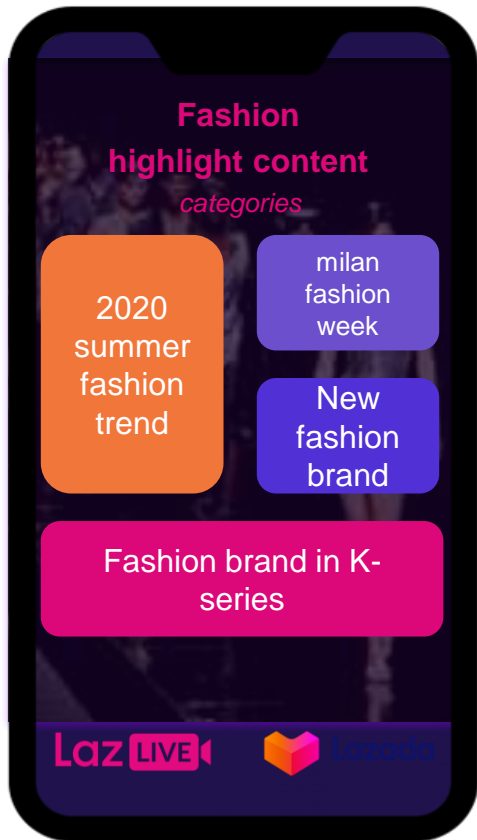 Fashion
highlight content
categories
2020
summer
fashion
trend
milan
fashion
week
New
fashion
brand
Fashion brand in K-
series
Laz LIVE
Lazada